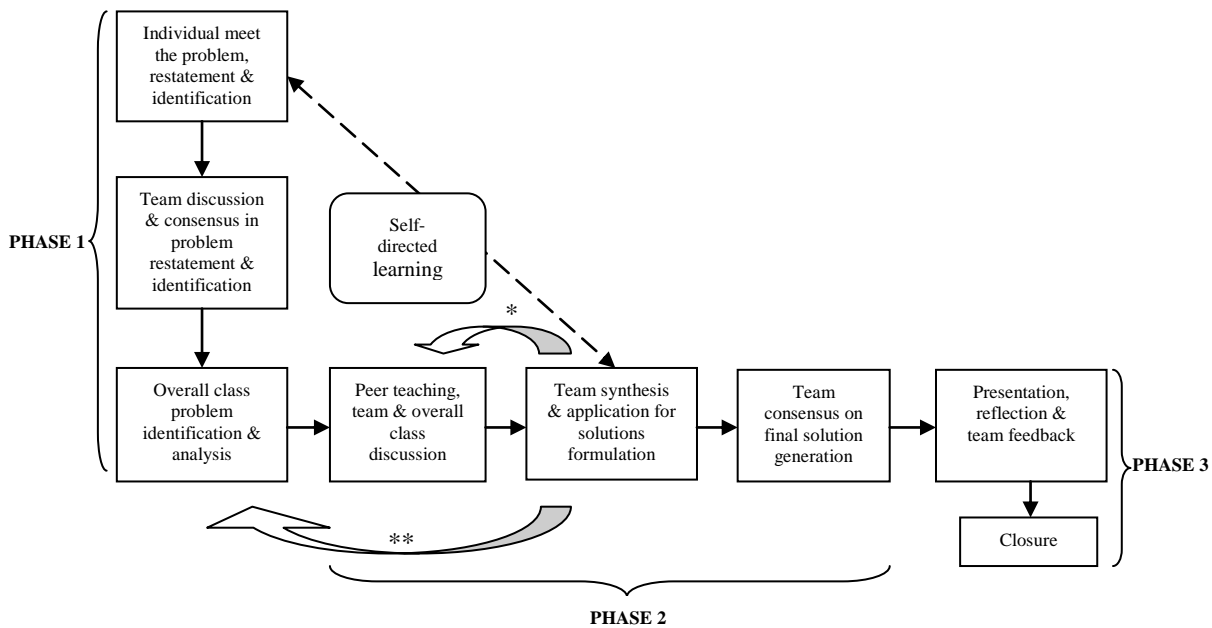 Individual meet
the problem,
restatement &
identification
PHASE 1
Team discussion
& consensus in
problem
restatement &
identification
Self-
directed
learning
*
Overall class
problem
identification &
analysis
Peer teaching,
team & overall
class
discussion
Team synthesis
& application for
solutions
formulation
Team
consensus on
final solution
generation
Presentation,
reflection &
team feedback
PHASE 3
**
Closure
PHASE 2